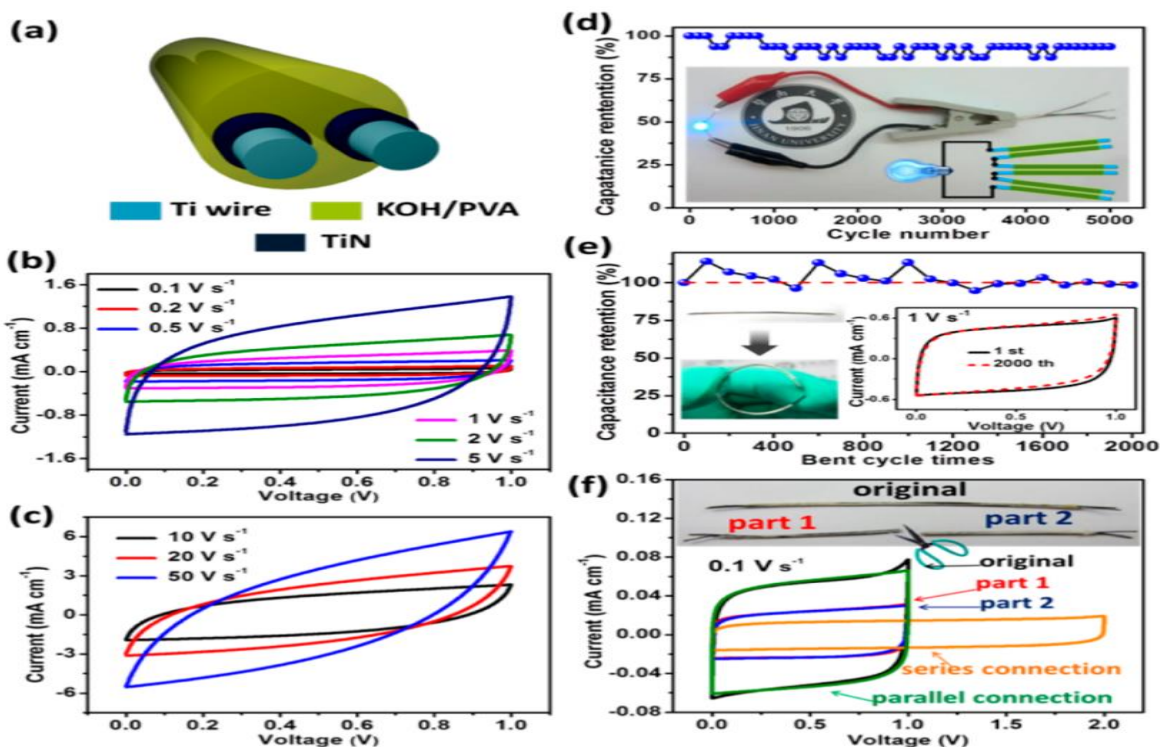 (a)
Ti wire
KOH/PVA
TiN
(b)
Current (mA cm⁻¹)
1.6
0.8
0.0
-0.8
-1.6
0.1 V s⁻¹
0.2 V s⁻¹
0.5 V s⁻¹
1 V s⁻¹
2 V s⁻¹
5 V s⁻¹
0.0 0.2 0.4 0.6 0.8 1.0
Voltage (V)
(c)
Current (mA cm⁻¹)
6
3
0
-3
-6
10 V s⁻¹
20 V s⁻¹
50 V s⁻¹
0.0 0.2 0.4 0.6 0.8 1.0
Voltage (V)
(d)
Capatanice rentention (%)
100
75
50
25
0
1906
JINAN UNIVERSITY
0 1000 2000 3000 4000 5000
Cycle number
(e)
Capacitance retention (%)
100
75
50
100
25
0
1 V s⁻¹
Current (mA cm⁻¹)
0.6
0.0
-0.6
1 st
2000 th
0.0 0.5 1.0
Voltage (V)
0 400 800 1200 1600 2000
Bent cycle times
(f)
Current (mA cm⁻¹)
0.16
0.12
0.08
0.04
0.00
-0.04
-0.08
original
part 1
part 2
0.1 V s⁻¹
original
part 1
part 2
series connection
parallel connection
0.0 0.5 1.0 1.5 2.0
Voltage (V)